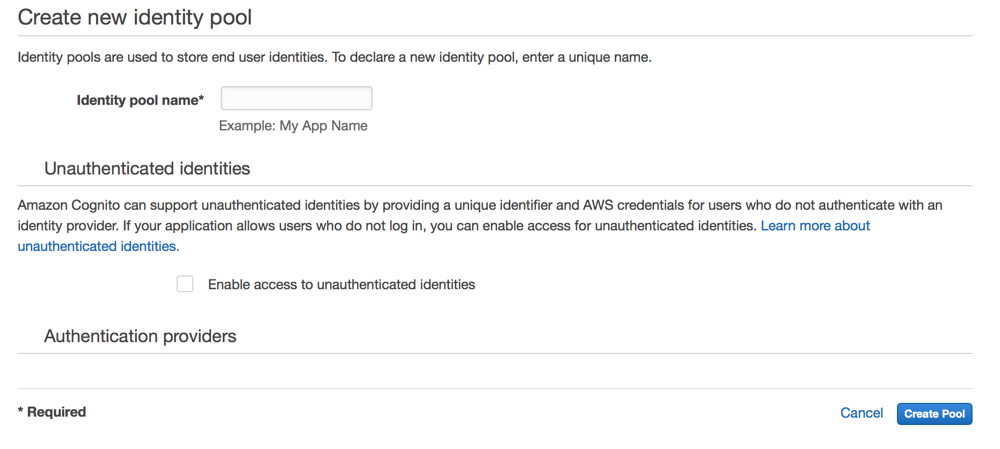 Create new identity pool
Identity pools are used to store end user identities. To declare a new identity pool, enter a unique name.
Identity pool name*
Example: My App Name
Unauthenticated identities
Amazon Cognito can support unauthenticated identities by providing a unique identifier and AWS credentials for users who do not authenticate with an
identity provider. If your application allows users who do not log in, you can enable access for unauthenticated identities. Learn more about
unauthenticated identities.
Enable access to unauthenticated identities
Authentication providers
* Required
Cancel
Create Pool